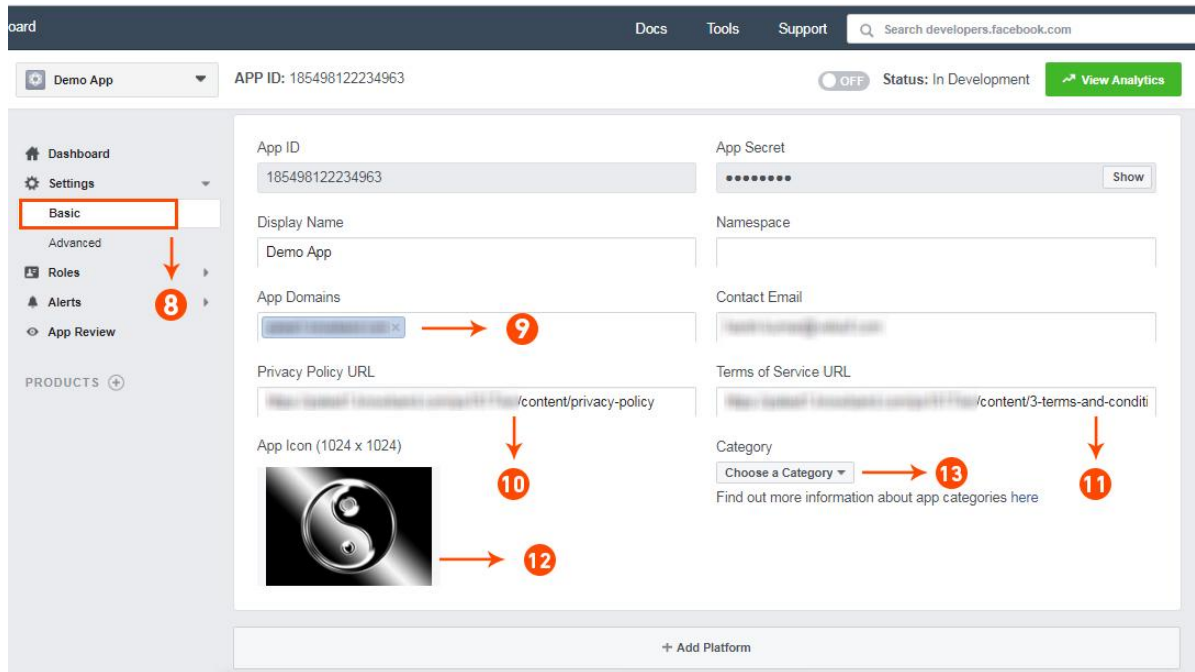 oard
Docs Tools Support Search developers.facebook.com
Demo App APP ID: 185498122234963 OFF Status: In Development View Analytics
Dashboard
Settings
Basic
Advanced
Roles
8
Alerts
App Review
PRODUCTS
App ID App Secret
185498122234963 Show
Display Name Namespace
Demo App
App Domains Contact Email
× 9
Privacy Policy URL Terms of Service URL
/content/privacy-policy /content/3-terms-and-conditi
App Icon (1024 x 1024) Category
10 Choose a Category 13 11
Find out more information about app categories here
12
+ Add Platform